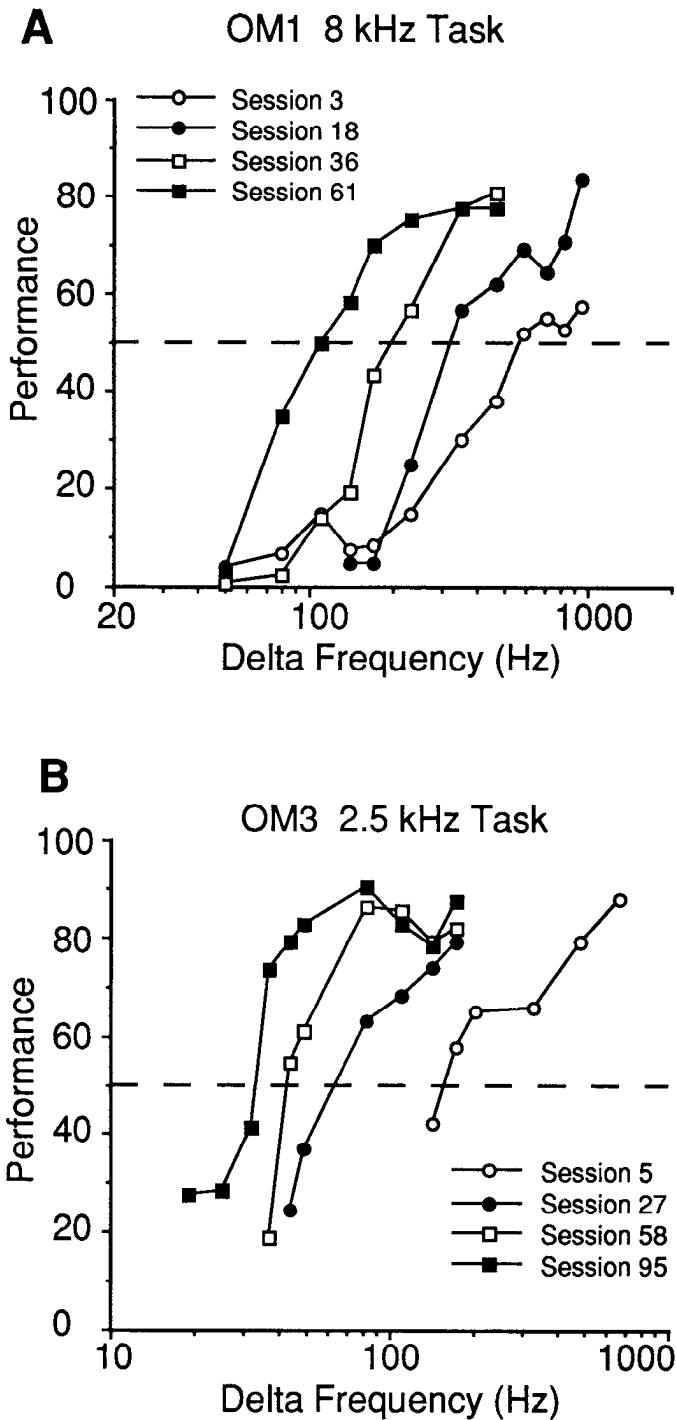 A
OM1 8 kHz Task
100
80
60
40
20
0
Performance
Session 3
Session 18
Session 36
Session 61
20
100
1000
Delta Frequency (Hz)
B
OM3 2.5 kHz Task
100
80
60
40
20
0
Performance
Session 5
Session 27
Session 58
Session 95
10
100
1000
Delta Frequency (Hz)